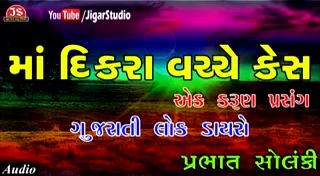 JS
You Tube /JigarStudio
માં દિકરા વચ્ચે કેસ
એક કરૂણ પ્રસંગ
ગુજરાતી લોક ડાયરો
Audio
પ્રભાત સોલંકી